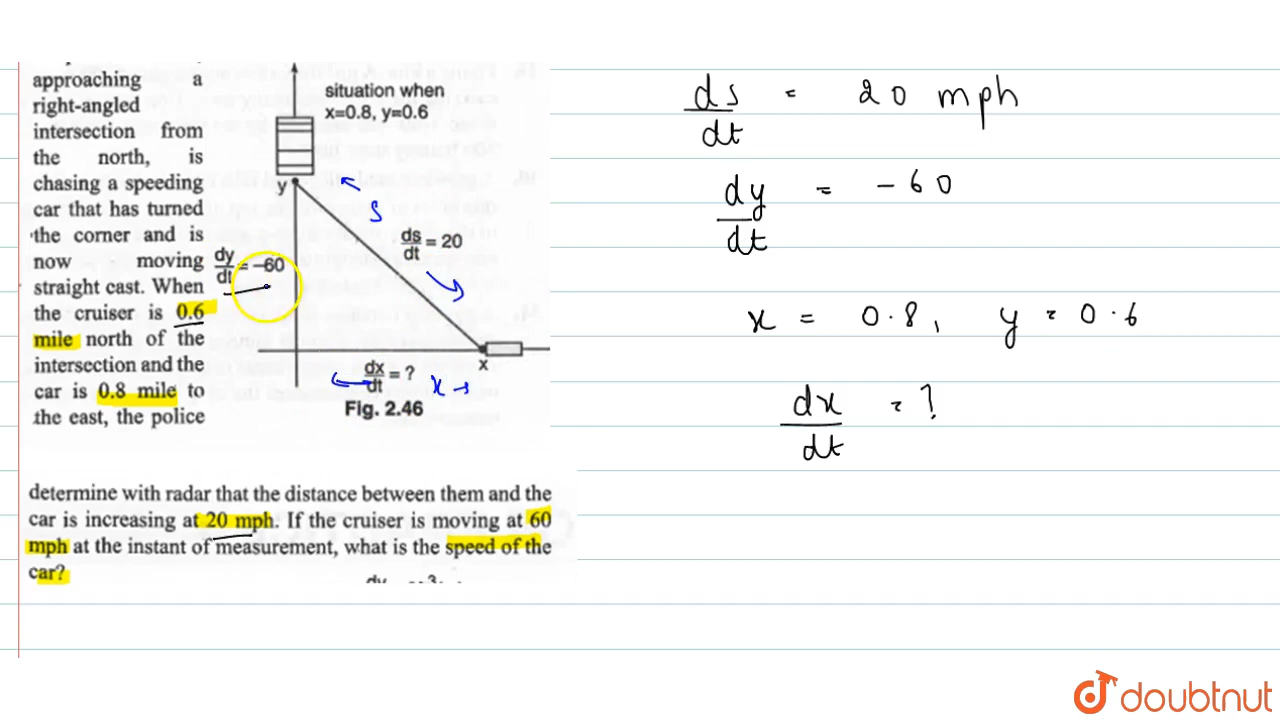 approaching a
right-angled
intersection from
the north, is
chasing a speeding
car that has turned
the corner and is
now moving
straight cast. When
the cruiser is 0.6
mile north of the
intersection and the
car is 0.8 mile to
the east, the police
situation when
x=0.8, y=0.6
y
S
ds/dt = 20
dy/dt = –60
x
dx/dt = ?
x
Fig. 2.46
determine with radar that the distance between them and the
car is increasing at 20 mph. If the cruiser is moving at 60
mph at the instant of measurement, what is the speed of the
car?
ds/dt = 20 mph
dy/dt = -60
x = 0.8, y = 0.6
dx/dt = ?
doubtnut